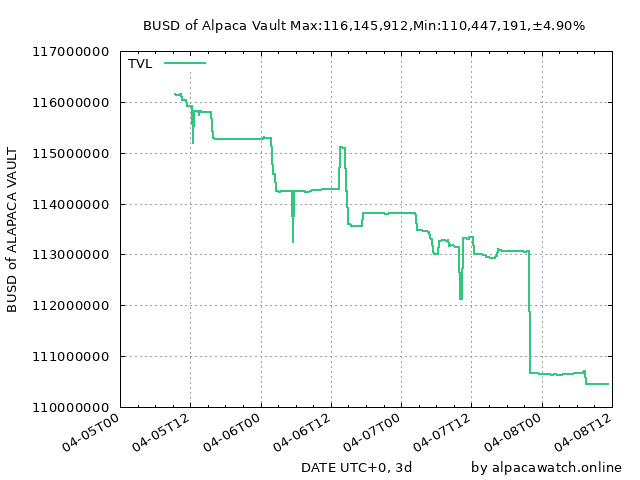 BUSD of Alpaca Vault Max:116,145,912,Min:110,447,191,±4.90%
117000000
TVL
116000000
115000000
114000000
113000000
112000000
111000000
110000000
BUSD of ALAPACA VAULT
04-05T00
04-05T12
04-06T00
04-06T12
04-07T00
04-07T12
04-08T00
04-08T12
DATE UTC+0, 3d
by alpacawatch.online